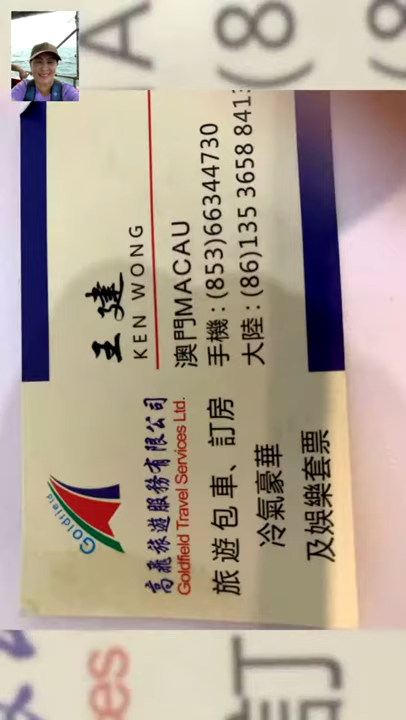 Goldfield
高飛旅遊服務有限公司
Goldfield Travel Services Ltd.
旅遊包車、訂房
冷氣豪華
及娛樂套票
王建
KEN WONG
澳門MACAU
手機：(853)66344730
大陸：(86)135 3658 841